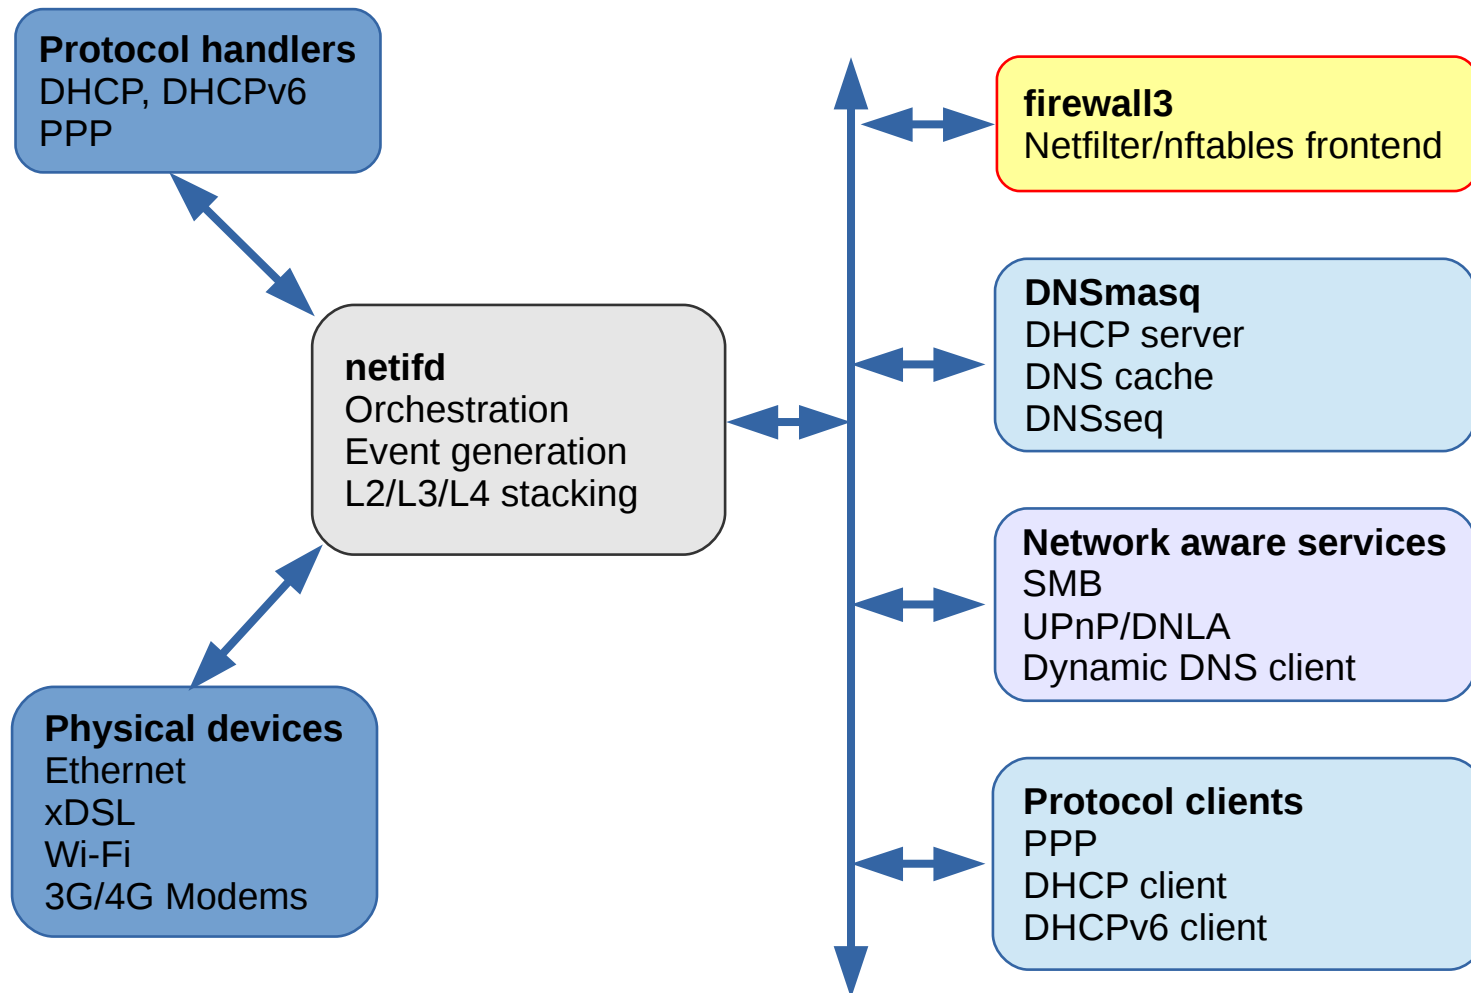 Protocol handlers
DHCP, DHCPv6
PPP
netifd
Orchestration
Event generation
L2/L3/L4 stacking
Physical devices
Ethernet
xDSL
Wi-Fi
3G/4G Modems
firewall3
Netfilter/nftables frontend
DNSmasq
DHCP server
DNS cache
DNSseq
Network aware services
SMB
UPnP/DNLA
Dynamic DNS client
Protocol clients
PPP
DHCP client
DHCPv6 client